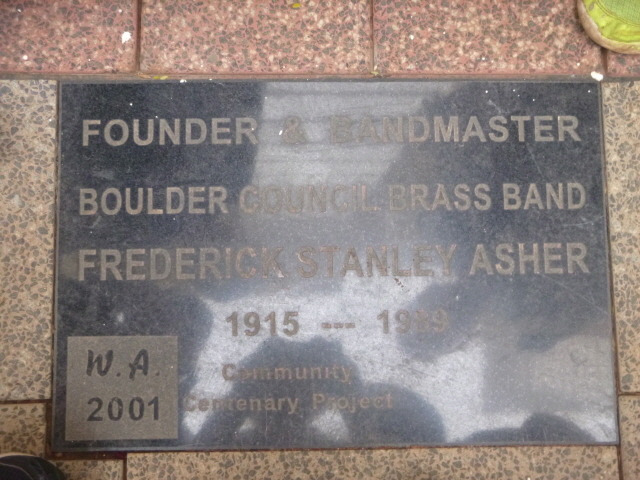 FOUNDER & BANDMASTER
BOULDER COUNCIL BRASS BAND
FREDERICK STANLEY ASHER
1915 --- 1989
W.A.
2001
Community
Centenary Project